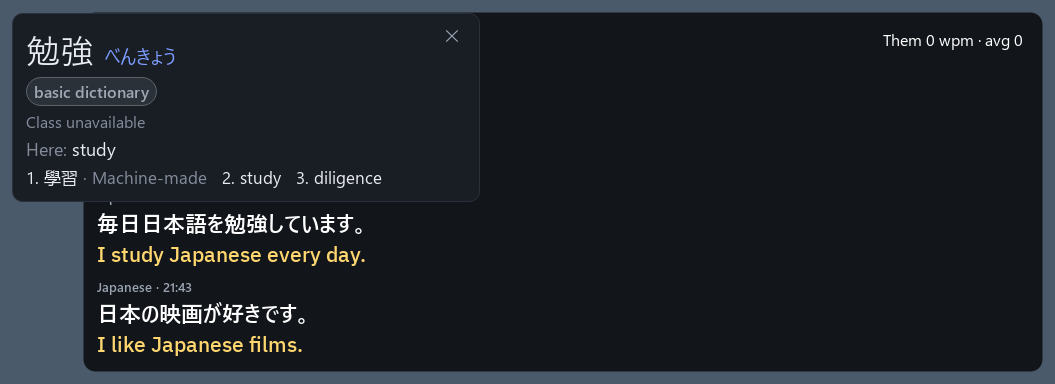 勉強 べんきょう
basic dictionary
Class unavailable
Here: study
1. 學習 · Machine-made 2. study 3. diligence
Them 0 wpm · avg 0
毎日日本語を勉強しています。
I study Japanese every day.
Japanese · 21:43
日本の映画が好きです。
I like Japanese films.